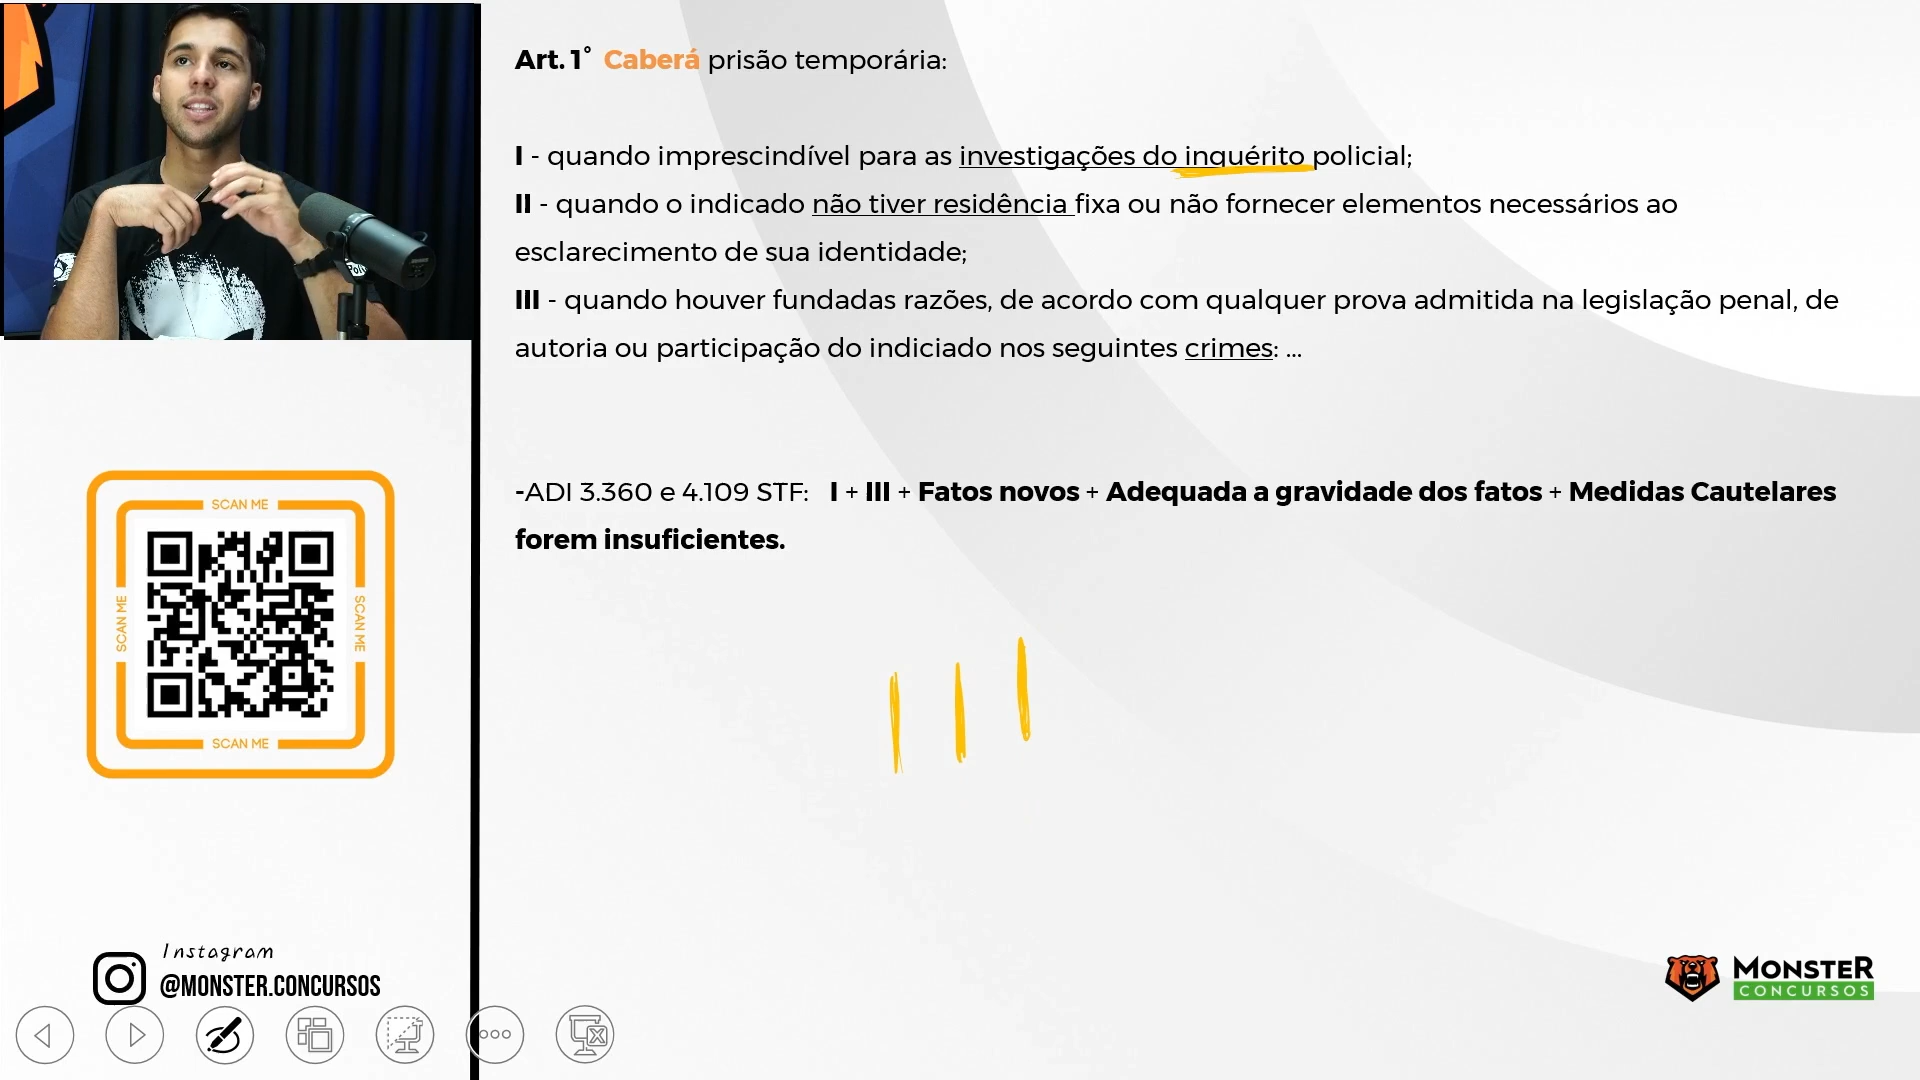 Art. 1° Caberá prisão temporária:
I - quando imprescindível para as investigações do inquérito policial;
II - quando o indicado não tiver residência fixa ou não fornecer elementos necessários ao
esclarecimento de sua identidade;
III - quando houver fundadas razões, de acordo com qualquer prova admitida na legislação penal, de
autoria ou participação do indiciado nos seguintes crimes: ...
-ADI 3.360 e 4.109 STF: I + III + Fatos novos + Adequada a gravidade dos fatos + Medidas Cautelares
forem insuficientes.
SCAN ME
SCAN ME
SCAN ME
SCAN ME
Instagram
@MONSTER.CONCURSOS
MONSTER
CONCURSOS